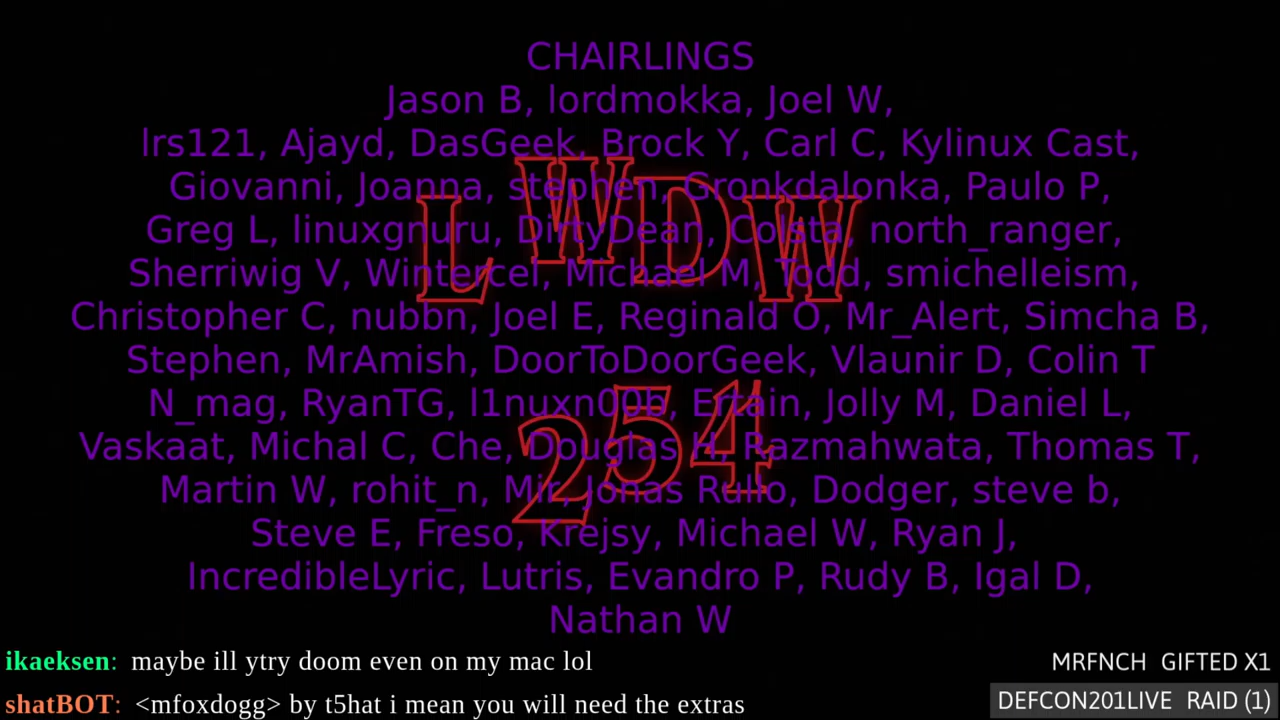 CHAIRLINGS
Jason B, lordmokka, Joel W,
lrs121, Ajayd, DasGeek, Brock Y, Carl C, Kylinux Cast,
Giovanni, Joanna, stephen, Gronkdalonka, Paulo P,
Greg L, linuxgnuru, DirtyDean, Colsta, north_ranger,
Sherriwig V, Wintercel, Michael M, Todd, smichelleism,
Christopher C, nubbn, Joel E, Reginald O, Mr_Alert, Simcha B,
Stephen, MrAmish, DoorToDoorGeek, Vlaunir D, Colin T
N_mag, RyanTG, l1nuxn00b, Ertain, Jolly M, Daniel L,
Vaskaat, Michal C, Che, Douglas H, Razmahwata, Thomas T,
Martin W, rohit_n, Mir, Jonas Rullo, Dodger, steve b,
Steve E, Freso, Krejsy, Michael W, Ryan J,
IncredibleLyric, Lutris, Evandro P, Rudy B, Igal D,
Nathan W
LWDW
254
ikaeksen: maybe ill ytry doom even on my mac lol
MRFNCH GIFTED X1
shatBOT: <mfoxdogg> by t5hat i mean you will need the extras
DEFCON201LIVE RAID (1)